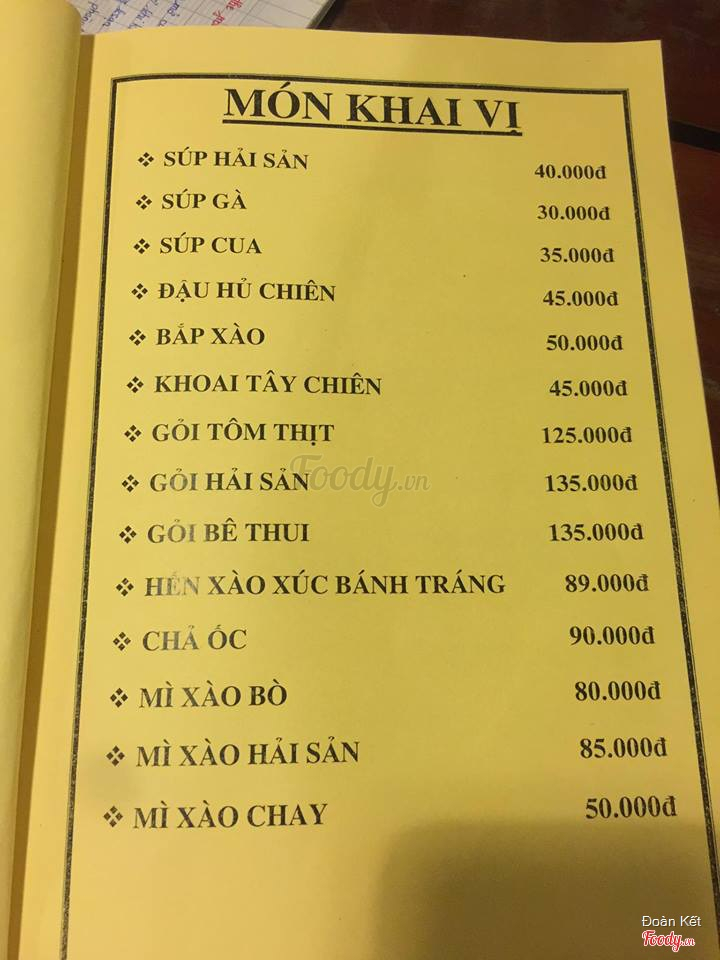 MÓN KHAI VỊ
❖ SÚP HẢI SẢN 40.000đ
❖ SÚP GÀ 30.000đ
❖ SÚP CUA 35.000đ
❖ ĐẬU HỦ CHIÊN 45.000đ
❖ BẮP XÀO 50.000đ
❖ KHOAI TÂY CHIÊN 45.000đ
❖ GỎI TÔM THỊT 125.000đ
❖ GỎI HẢI SẢN 135.000đ
Foody.vn
❖ GỎI BÊ THUI 135.000đ
❖ HẾN XÀO XÚC BÁNH TRÁNG 89.000đ
❖ CHẢ ỐC 90.000đ
❖ MÌ XÀO BÒ 80.000đ
❖ MÌ XÀO HẢI SẢN 85.000đ
❖ MÌ XÀO CHAY 50.000đ
Đoàn Kết
Foody.vn